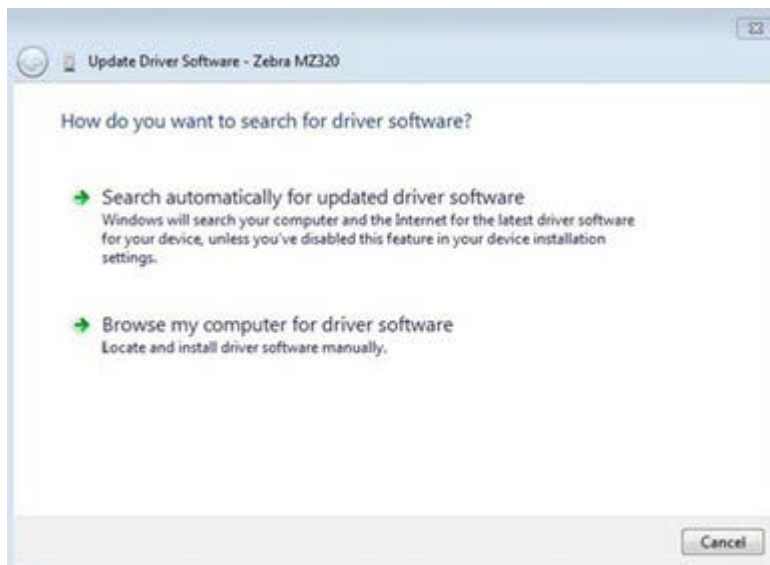 Update Driver Software - Zebra MZ320
How do you want to search for driver software?
Search automatically for updated driver software
Windows will search your computer and the Internet for the latest driver software
for your device, unless you've disabled this feature in your device installation
settings.
Browse my computer for driver software
Locate and install driver software manually.
Cancel